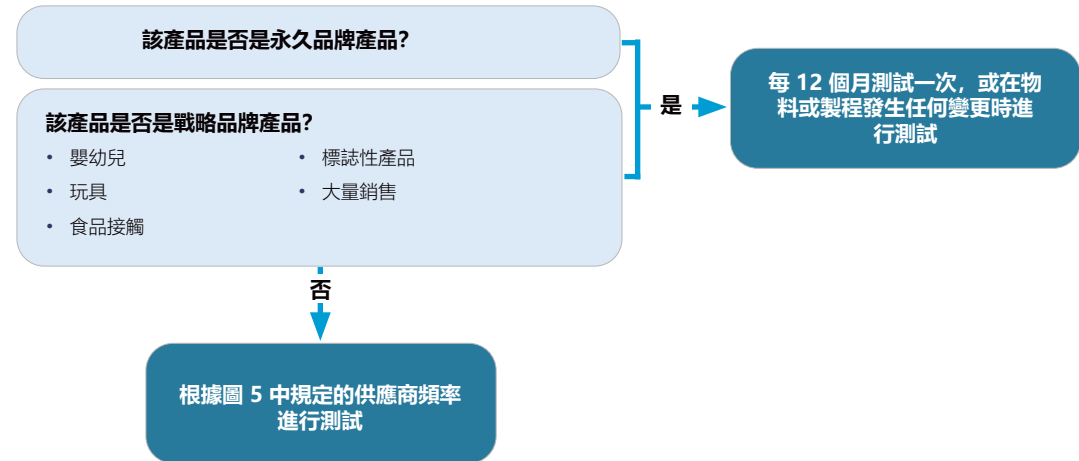 該產品是否是永久品牌產品?
該產品是否是戰略品牌產品?
• 嬰幼兒
• 玩具
• 食品接觸
• 標誌性產品
• 大量銷售
是
每 12 個月測試一次，或在物
料或製程發生任何變更時進
行測試
否
根據圖 5 中規定的供應商頻率
進行測試